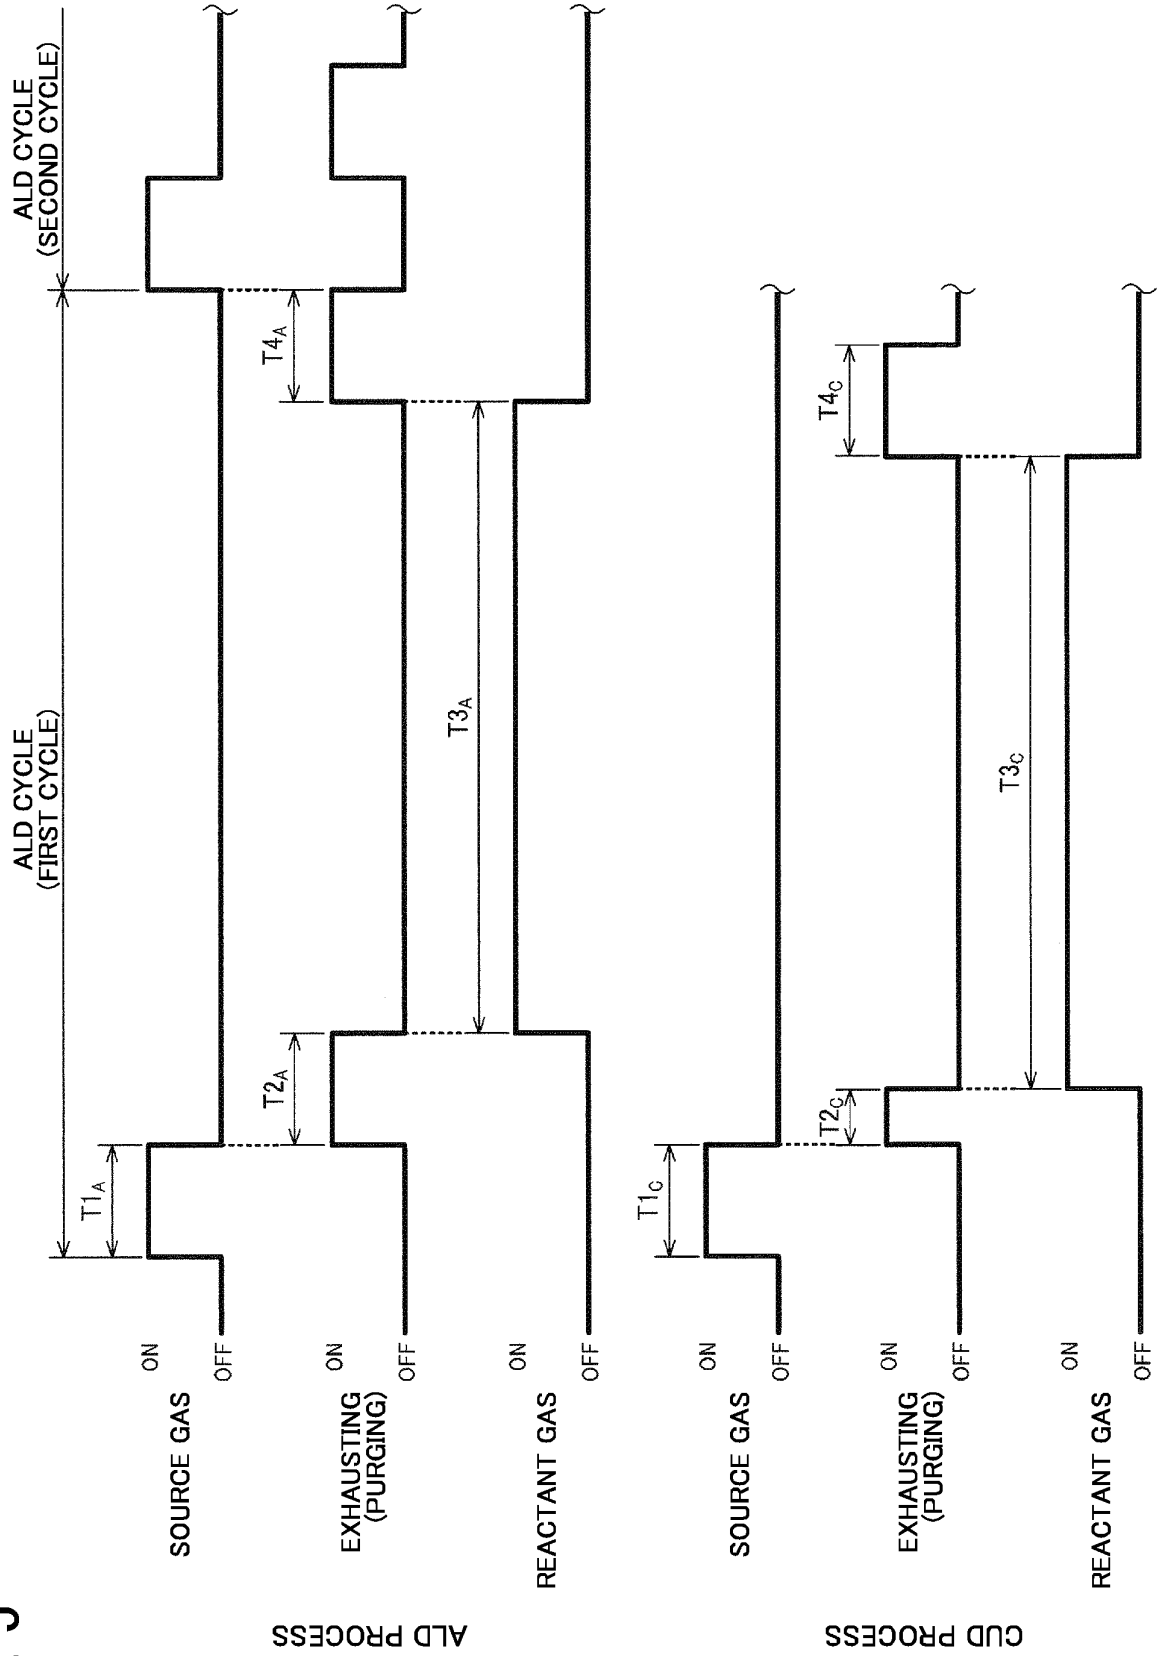 ALD CYCLE
(FIRST CYCLE)
ALD CYCLE
(SECOND CYCLE)
ALD PROCESS
SOURCE GAS
ON
OFF
T1A
EXHAUSTING
(PURGING)
ON
OFF
T2A
T4A
REACTANT GAS
ON
OFF
T3A
CUD PROCESS
SOURCE GAS
ON
OFF
T1C
EXHAUSTING
(PURGING)
ON
OFF
T2C
T4C
REACTANT GAS
ON
OFF
T3C